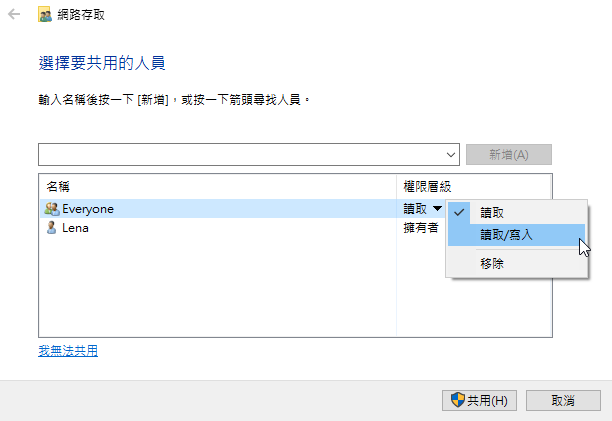 網路存取
選擇要共用的人員
輸入名稱後按一下 [新增]，或按一下箭頭尋找人員。
新增(A)
名稱 權限層級
Everyone 讀取
Lena 擁有者
讀取
讀取/寫入
移除
我無法共用
共用(H) 取消